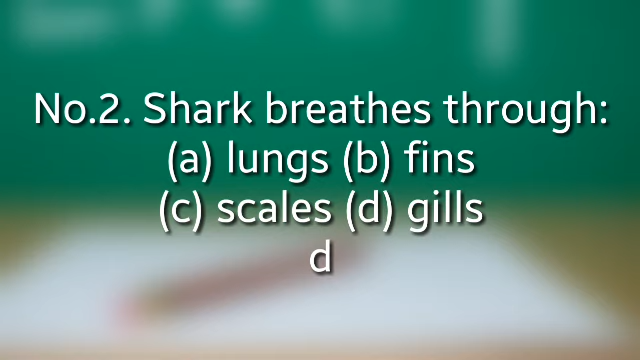 No.2. Shark breathes through:
(a) lungs (b) fins
(c) scales (d) gills
d